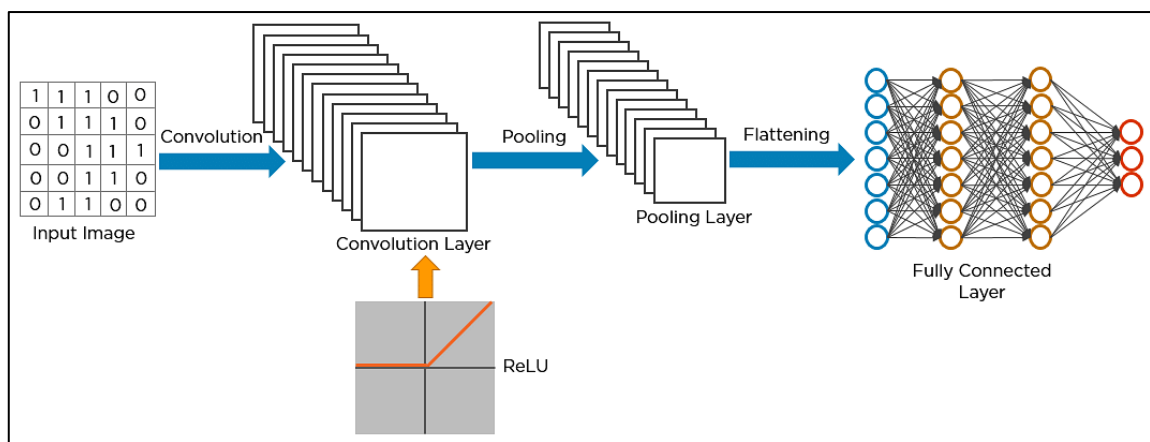 1 1 1 0 0
0 1 1 1 0
0 0 1 1 1
0 0 1 1 0
0 1 1 0 0
Input Image
Convolution
Convolution Layer
ReLU
Pooling
Pooling Layer
Flattening
Fully Connected
Layer